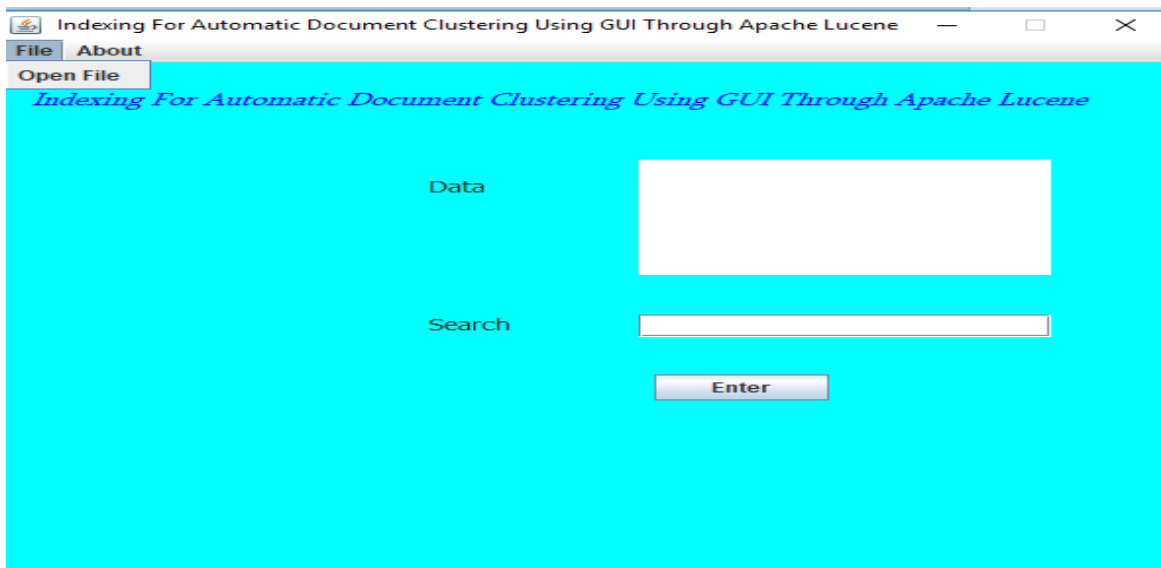 Indexing For Automatic Document Clustering Using GUI Through Apache Lucene
File About
Open File
Indexing For Automatic Document Clustering Using GUI Through Apache Lucene
Data
Search
Enter